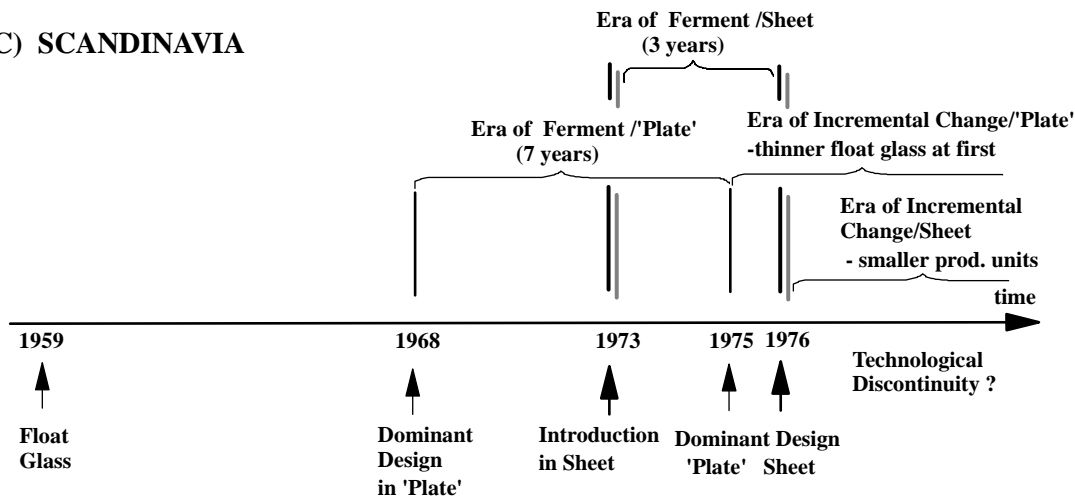 C) SCANDINAVIA
Era of Ferment /Sheet
(3 years)
Era of Ferment /'Plate'
(7 years)
Era of Incremental Change/'Plate'
-thinner float glass at first
Era of Incremental
Change/Sheet
- smaller prod. units
time
1959
1968
1973
1975
1976
Technological
Discontinuity ?
Float
Glass
Dominant
Design
in 'Plate'
Introduction
in Sheet
Dominant Design
'Plate' Sheet